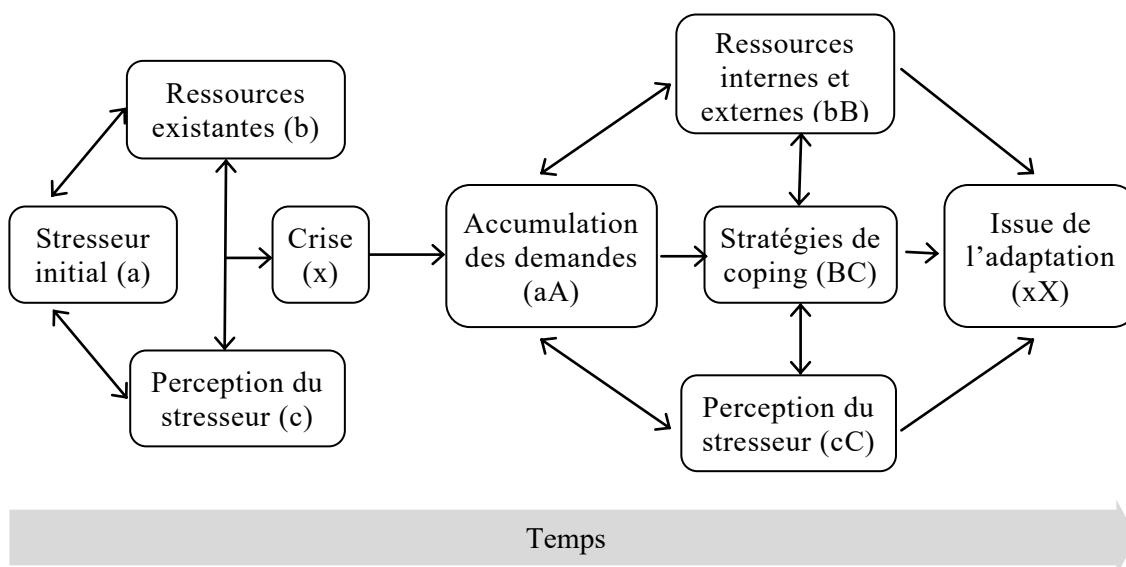 Ressources
existantes (b)
Stresseur
initial (a)
Perception du
stresseur (c)
Crise
(x)
Accumulation
des demandes
(aA)
Ressources
internes et
externes (bB)
Stratégies de
coping (BC)
Perception du
stresseur (cC)
Issue de
l’adaptation
(xX)
Temps